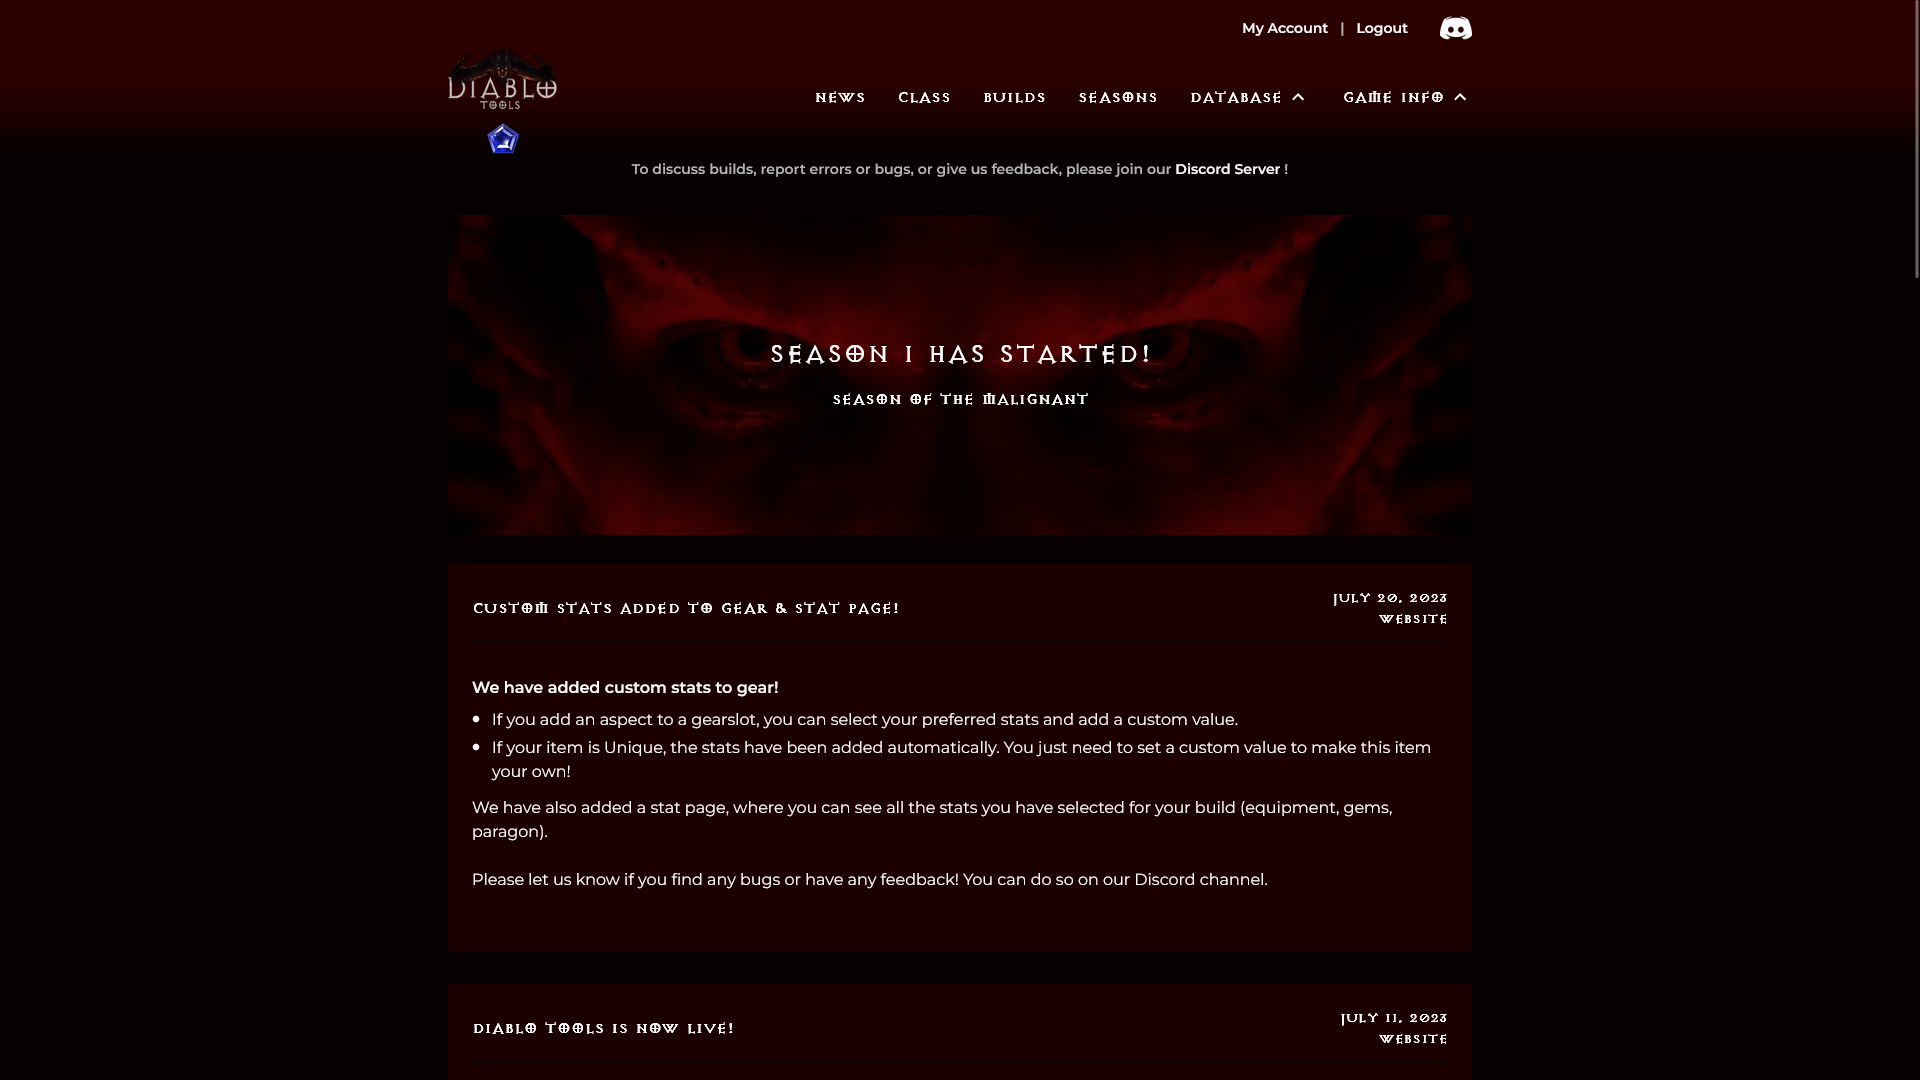 My Account | Logout
DIABLO
TOOLS
NEWS CLASS BUILDS SEASONS DATABASE GAME INFO
To discuss builds, report errors or bugs, or give us feedback, please join our Discord Server !
SEASON I HAS STARTED!
SEASON OF THE MALIGNANT
CUSTOM STATS ADDED TO GEAR & STAT PAGE!
JULY 20, 2023
WEBSITE
We have added custom stats to gear!
• If you add an aspect to a gearslot, you can select your preferred stats and add a custom value.
• If your item is Unique, the stats have been added automatically. You just need to set a custom value to make this item
your own!
We have also added a stat page, where you can see all the stats you have selected for your build (equipment, gems,
paragon).
Please let us know if you find any bugs or have any feedback! You can do so on our Discord channel.
DIABLO TOOLS IS NOW LIVE!
JULY 11, 2023
WEBSITE